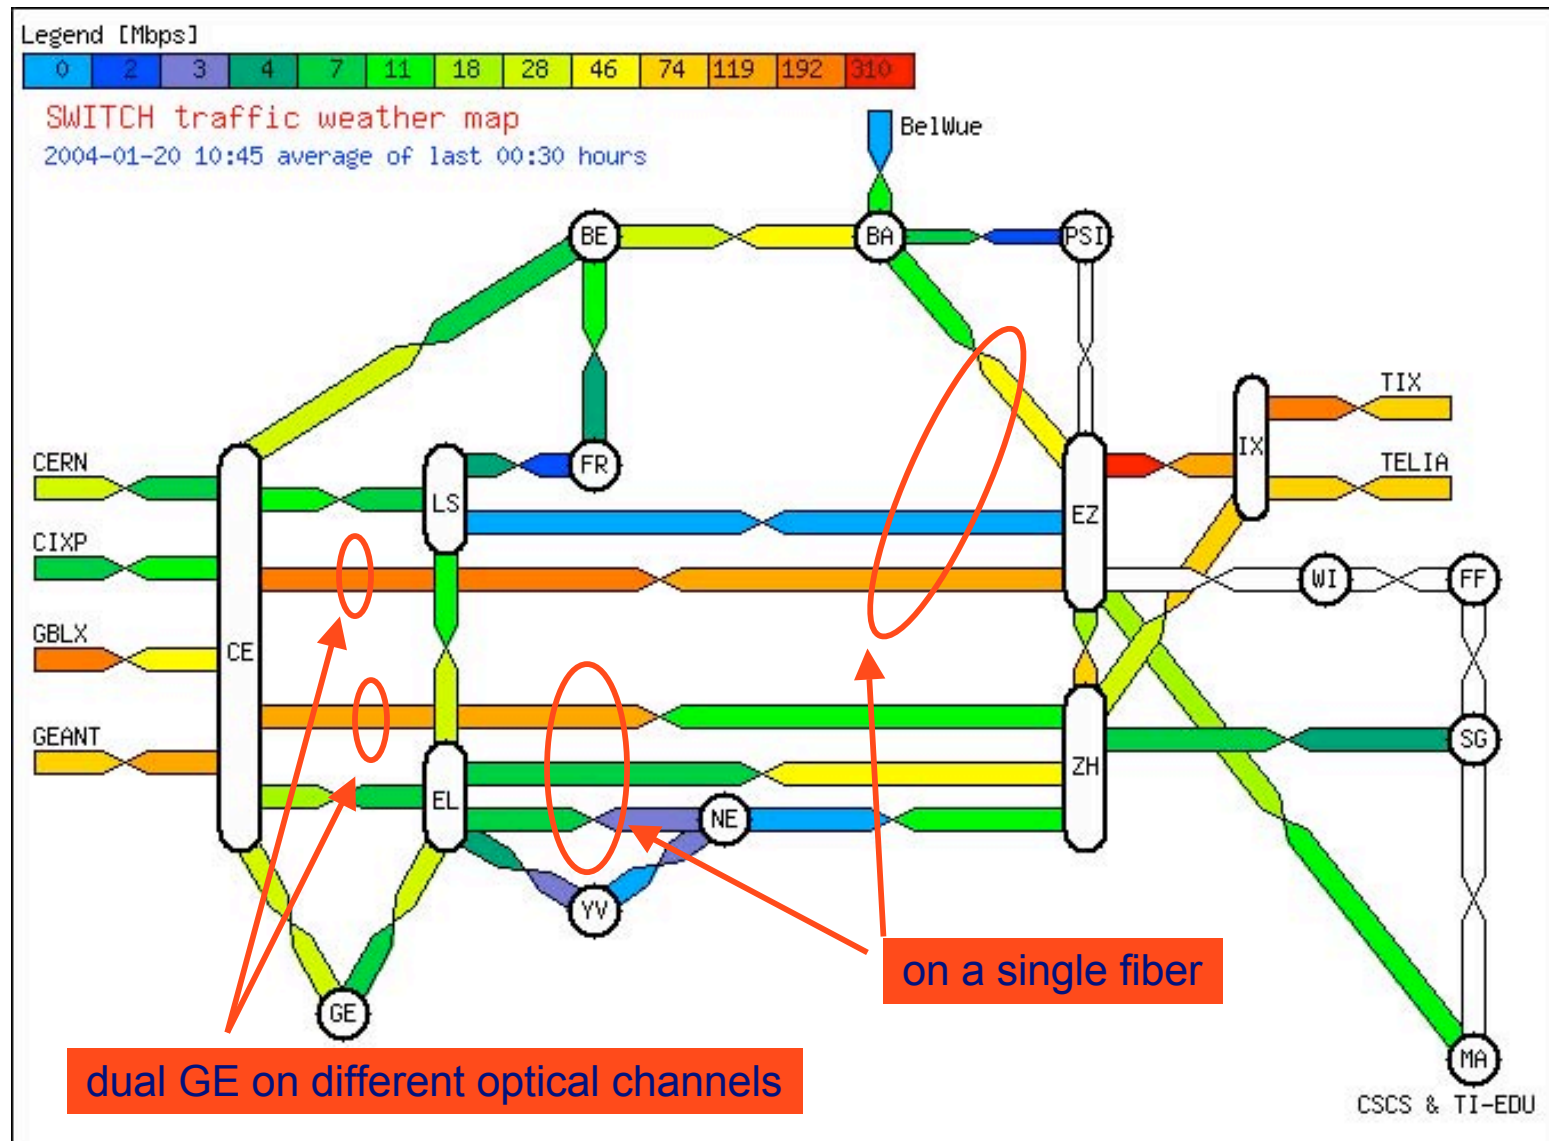 Legend [Mbps]
0 2 3 4 7 11 18 28 46 74 119 192 310
SWITCH traffic weather map
2004-01-20 10:45 average of last 00:30 hours
BelWue
BE
BA
PSI
TIX
CERN
LS
FR
IX
TELIA
EZ
CIXP
WI
FF
GBLX
CE
GEANT
SG
ZH
EL
NE
YV
on a single fiber
GE
dual GE on different optical channels
MA
CSCS & TI-EDU